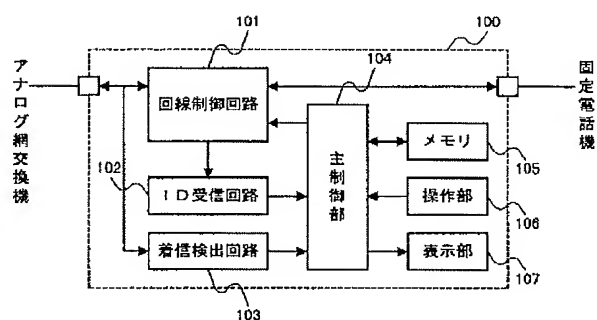 101
100
104
アナログ網交換機
回線制御回路
主制御部
固定電話機
メモリ
105
102
ID受信回路
操作部
106
着信検出回路
表示部
103
107